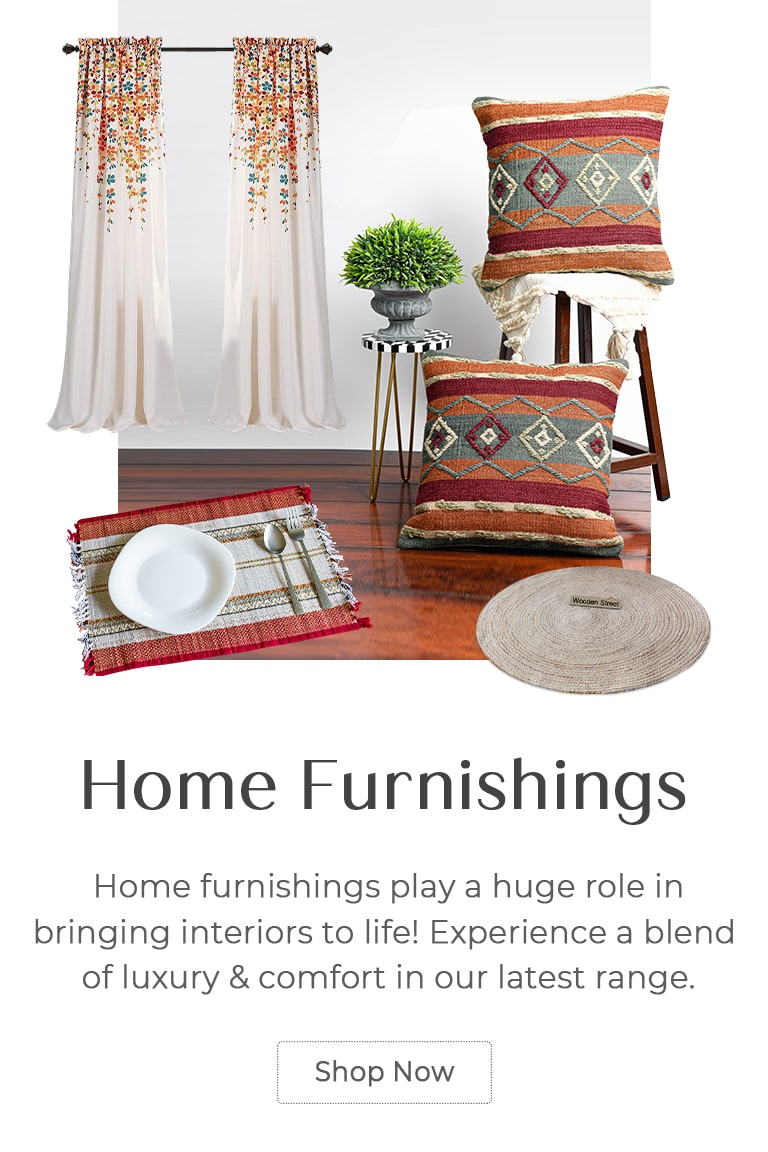 Wooden Street
Home Furnishings
Home furnishings play a huge role in
bringing interiors to life! Experience a blend
of luxury & comfort in our latest range.
Shop Now